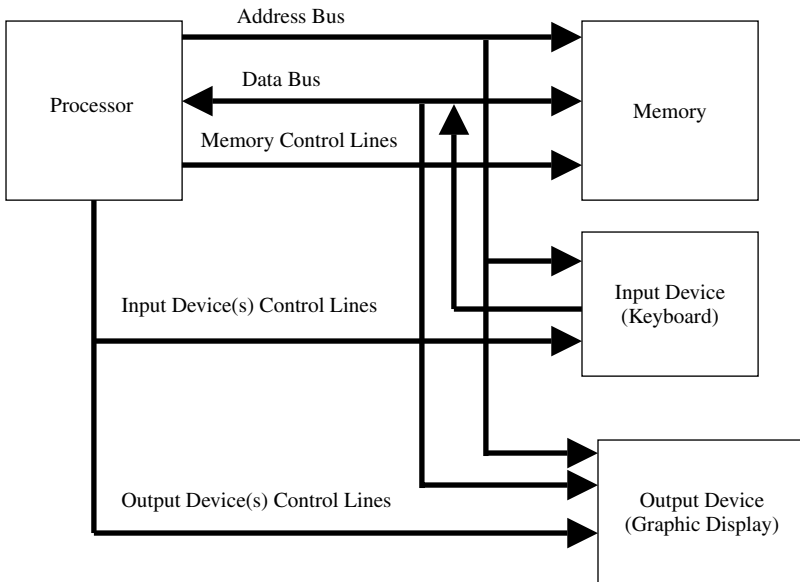 Address Bus
Processor
Data Bus
Memory
Memory Control Lines
Input Device
(Keyboard)
Input Device(s) Control Lines
Output Device(s) Control Lines
Output Device
(Graphic Display)